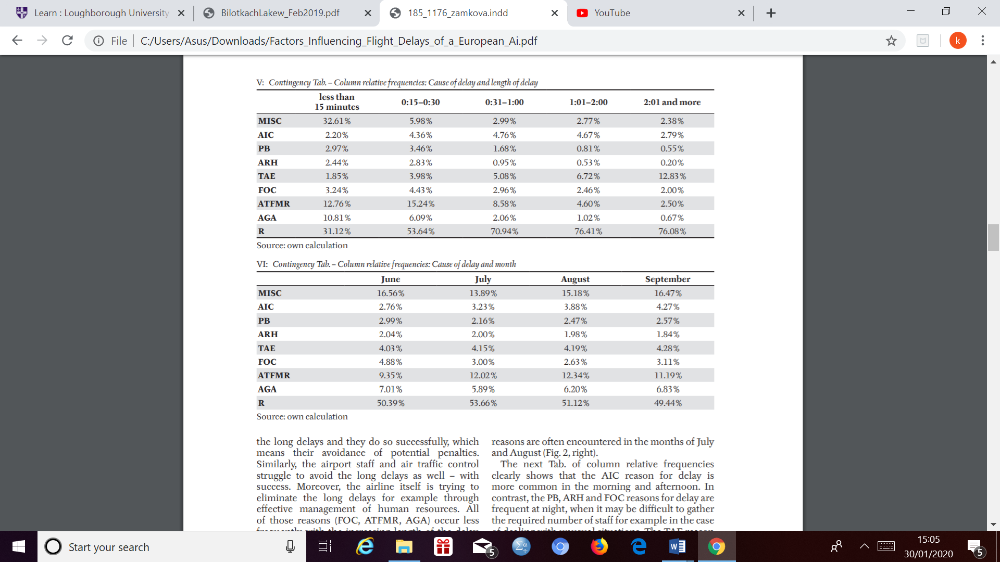 Learn : Loughborough University
BilotkachLakew_Feb2019.pdf
185_1176_zamkova.indd
YouTube
File
C:/Users/Asus/Downloads/Factors_Influencing_Flight_Delays_of_a_European_Ai.pdf
k
V: Contingency Tab. – Column relative frequencies: Cause of delay and length of delay
less than 15 minutes 0:15–0:30 0:31–1:00 1:01–2:00 2:01 and more
MISC 32.61% 5.98% 2.99% 2.77% 2.38%
AIC 2.20% 4.36% 4.76% 4.67% 2.79%
PB 2.97% 3.46% 1.68% 0.81% 0.55%
ARH 2.44% 2.83% 0.95% 0.53% 0.20%
TAE 1.85% 3.98% 5.08% 6.72% 12.83%
FOC 3.24% 4.43% 2.96% 2.46% 2.00%
ATFMR 12.76% 15.24% 8.58% 4.60% 2.50%
AGA 10.81% 6.09% 2.06% 1.02% 0.67%
R 31.12% 53.64% 70.94% 76.41% 76.08%
Source: own calculation
VI: Contingency Tab. – Column relative frequencies: Cause of delay and month
June July August September
MISC 16.56% 13.89% 15.18% 16.47%
AIC 2.76% 3.23% 3.88% 4.27%
PB 2.99% 2.16% 2.47% 2.57%
ARH 2.04% 2.00% 1.98% 1.84%
TAE 4.03% 4.15% 4.19% 4.28%
FOC 4.88% 3.00% 2.63% 3.11%
ATFMR 9.35% 12.02% 12.34% 11.19%
AGA 7.01% 5.89% 6.20% 6.83%
R 50.39% 53.66% 51.12% 49.44%
Source: own calculation
the long delays and they do so successfully, which
means their avoidance of potential penalties.
Similarly, the airport staff and air traffic control
struggle to avoid the long delays as well – with
success. Moreover, the airline itself is trying to
eliminate the long delays for example through
effective management of human resources. All
of those reasons (FOC, ATFMR, AGA) occur less
reasons are often encountered in the months of July
and August (Fig. 2, right).
The next Tab. of column relative frequencies
clearly shows that the AIC reason for delay is
more common in the morning and afternoon. In
contrast, the PB, ARH and FOC reasons for delay are
frequent at night, when it may be difficult to gather
the required number of staff for example in the case
Start your search
5
15:05
30/01/2020
5